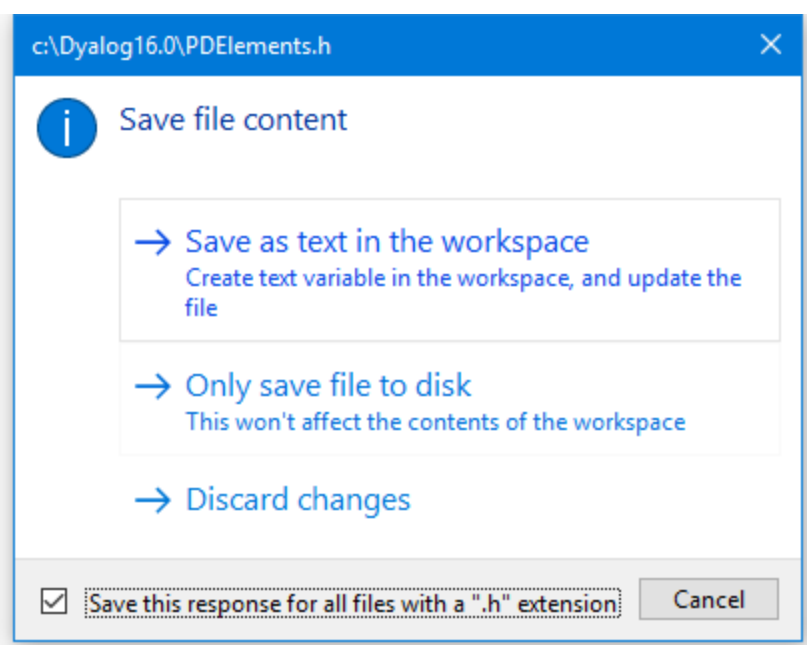 c:\Dyalog16.0\PDElements.h
Save file content
Save as text in the workspace
Create text variable in the workspace, and update the
file
Only save file to disk
This won't affect the contents of the workspace
Discard changes
Save this response for all files with a ".h" extension
Cancel